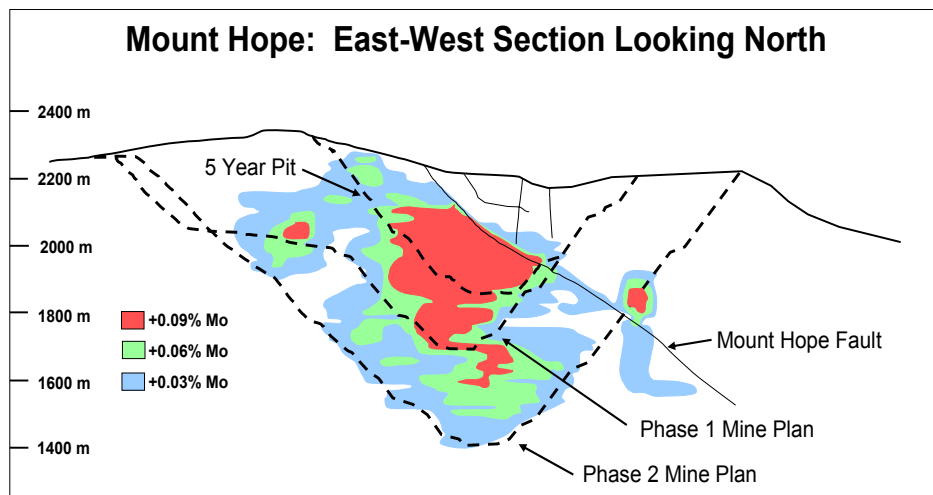 Mount Hope: East-West Section Looking North
2400 m
5 Year Pit
2200 m
2000 m
1800 m
+0.09% Mo
+0.06% Mo
+0.03% Mo
1600 m
1400 m
Mount Hope Fault
Phase 1 Mine Plan
Phase 2 Mine Plan